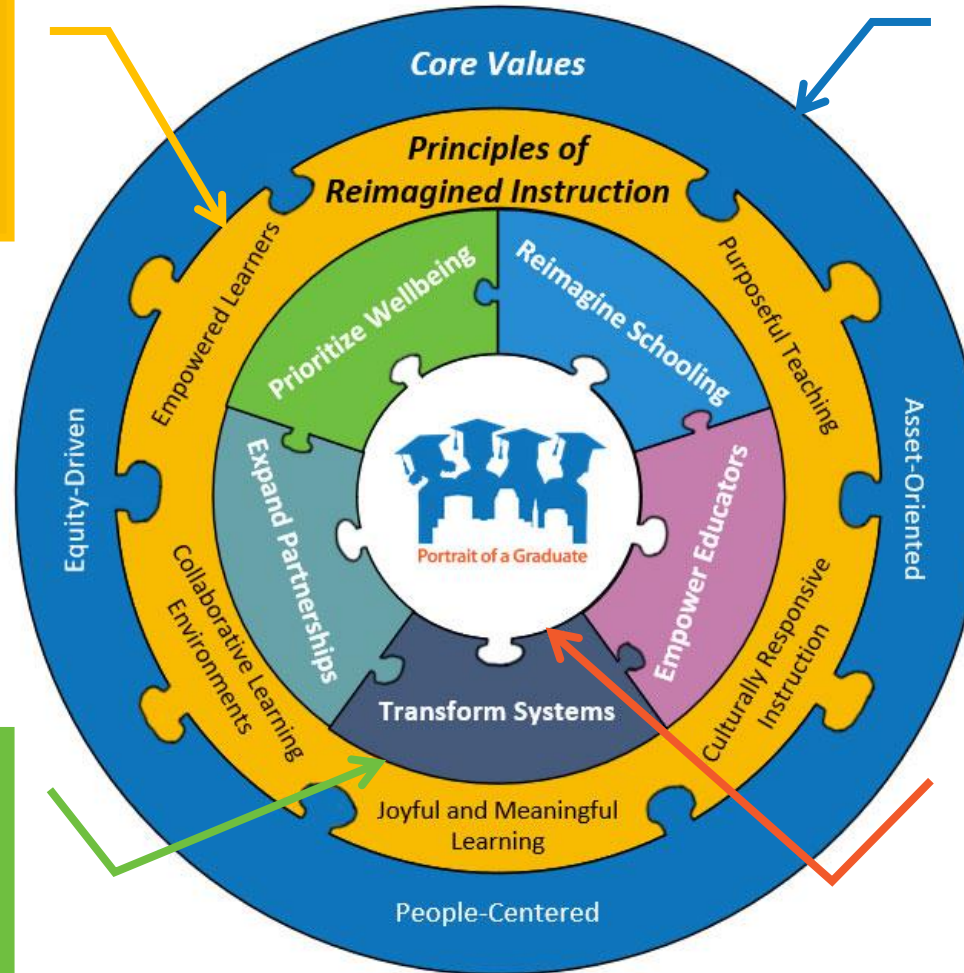 Core Values
Principles of
Reimagined Instruction
Empowered Learners
Purposeful Teaching
Prioritize Wellbeing
Reimagine Schooling
Equity-Driven
Asset-Oriented
Expand Partnerships
Portrait of a Graduate
Empower Educators
Collaborative Learning
Environments
Transform Systems
Culturally Responsive
Instruction
Joyful and Meaningful
Learning
People-Centered